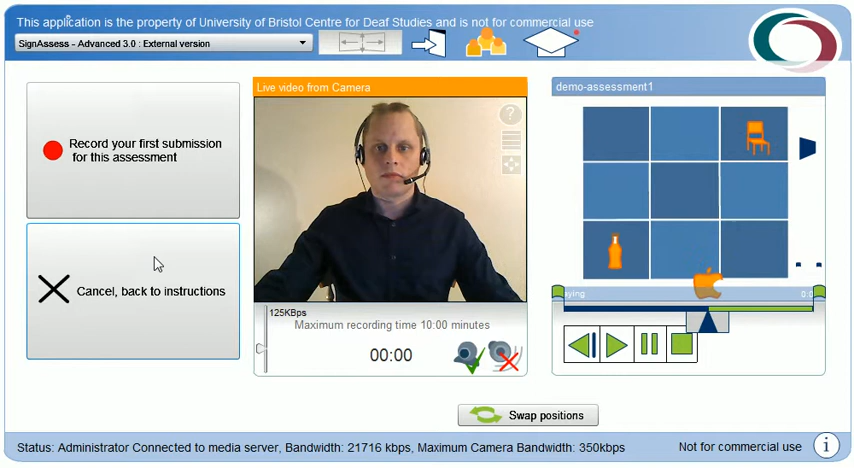 This application is the property of University of Bristol Centre for Deaf Studies and is not for commercial use
SignAssess - Advanced 3.0 : External version
Record your first submission
for this assessment
Cancel, back to instructions
Live video from Camera
?
125KBps
Maximum recording time 10:00 minutes
00:00
demo-assessment1
Swap positions
Status: Administrator Connected to media server, Bandwidth: 21716 kbps, Maximum Camera Bandwidth: 350kbps
Not for commercial use
i